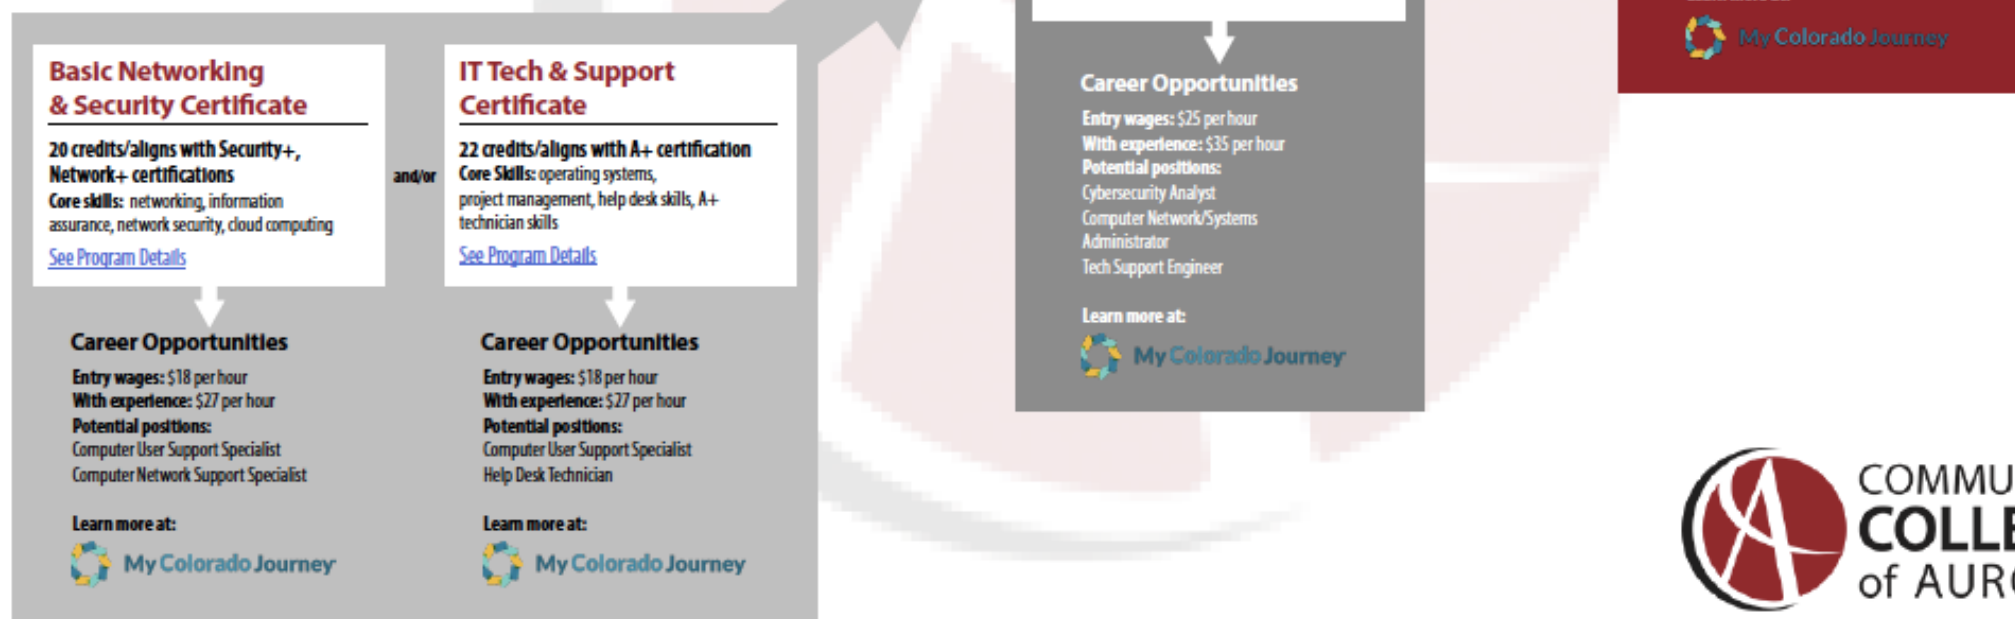 Basic Networking
& Security Certificate
20 credits/aligns with Security+,
Network+ certifications
Core skills: networking, information
assurance, network security, cloud computing
See Program Details
Career Opportunities
Entry wages: $18 per hour
With experience: $27 per hour
Potential positions:
Computer User Support Specialist
Computer Network Support Specialist
Learn more at:
My Colorado Journey
and/or
IT Tech & Support
Certificate
22 credits/aligns with A+ certification
Core Skills: operating systems,
project management, help desk skills, A+
technician skills
See Program Details
Career Opportunities
Entry wages: $18 per hour
With experience: $27 per hour
Potential positions:
Computer User Support Specialist
Help Desk Technician
Learn more at:
My Colorado Journey
Career Opportunities
Entry wages: $25 per hour
With experience: $35 per hour
Potential positions:
Cybersecurity Analyst
Computer Network/Systems
Administrator
Tech Support Engineer
Learn more at:
My Colorado Journey
My Colorado Journey
COMMU
COLLE
of AUR